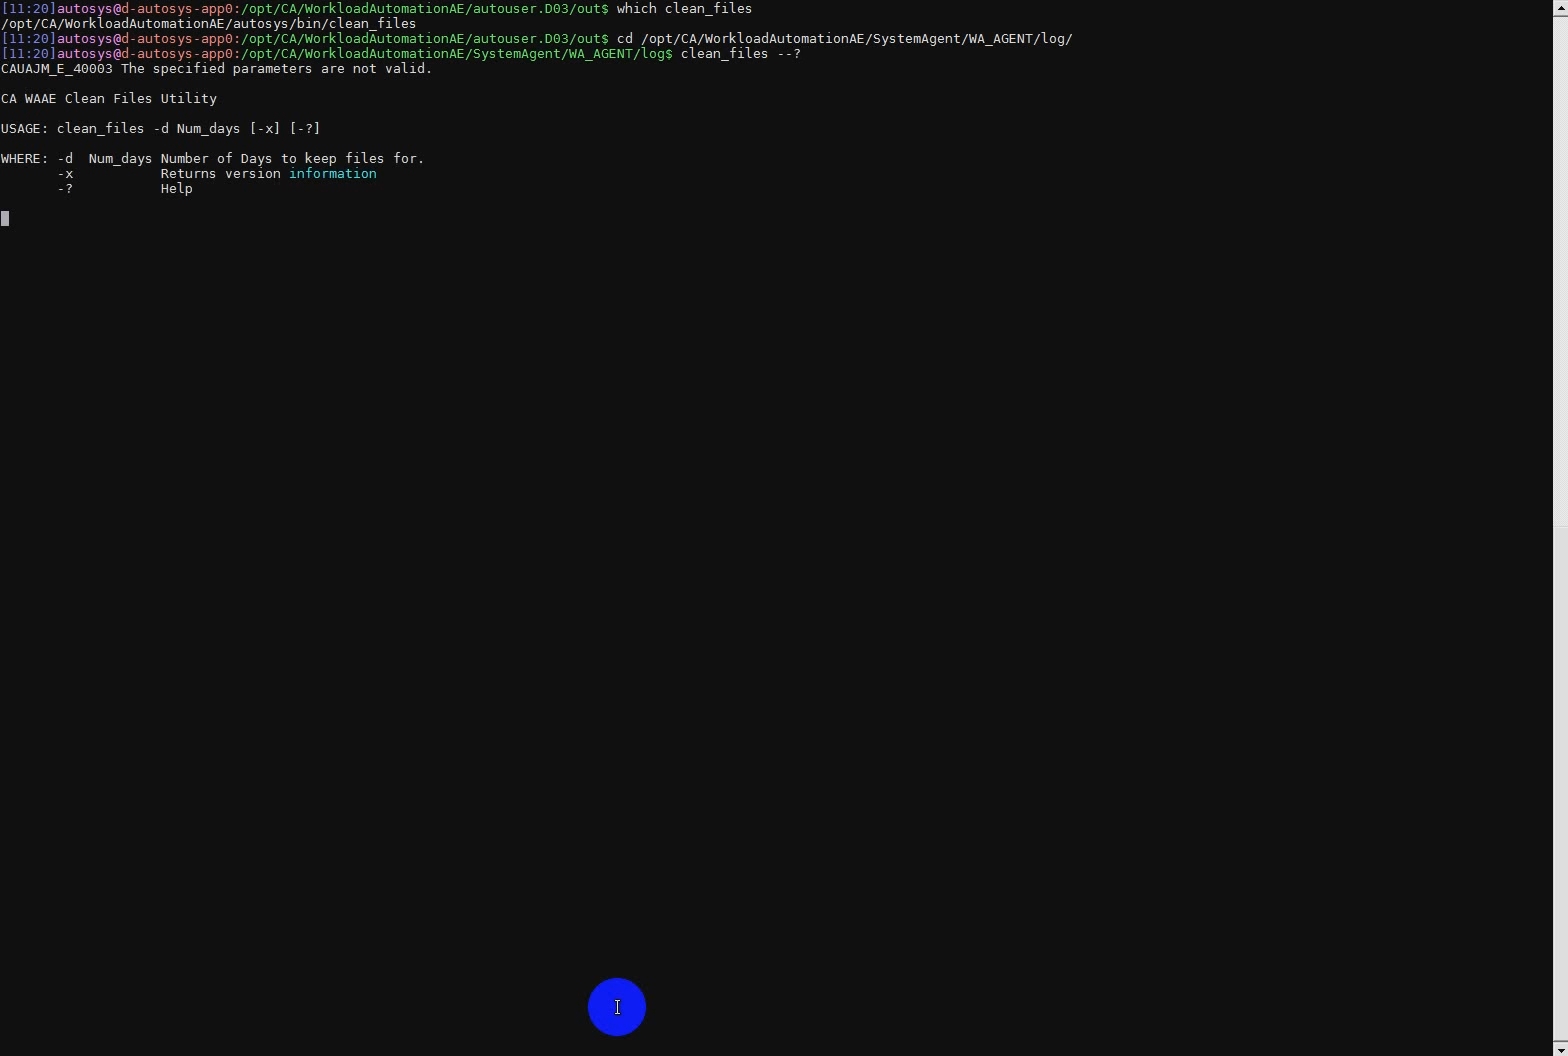 [11:20]autosys@d-autosys-app0:/opt/CA/WorkloadAutomationAE/autouser.D03/out$ which clean_files
/opt/CA/WorkloadAutomationAE/autosys/bin/clean_files
[11:20]autosys@d-autosys-app0:/opt/CA/WorkloadAutomationAE/autouser.D03/out$ cd /opt/CA/WorkloadAutomationAE/SystemAgent/WA_AGENT/log/
[11:20]autosys@d-autosys-app0:/opt/CA/WorkloadAutomationAE/SystemAgent/WA_AGENT/log$ clean_files --?
CAUAJM_E_40003 The specified parameters are not valid.

CA WAAE Clean Files Utility

USAGE: clean_files -d Num_days [-x] [-?]

WHERE: -d  Num_days Number of Days to keep files for.
       -x           Returns version information
       -?           Help